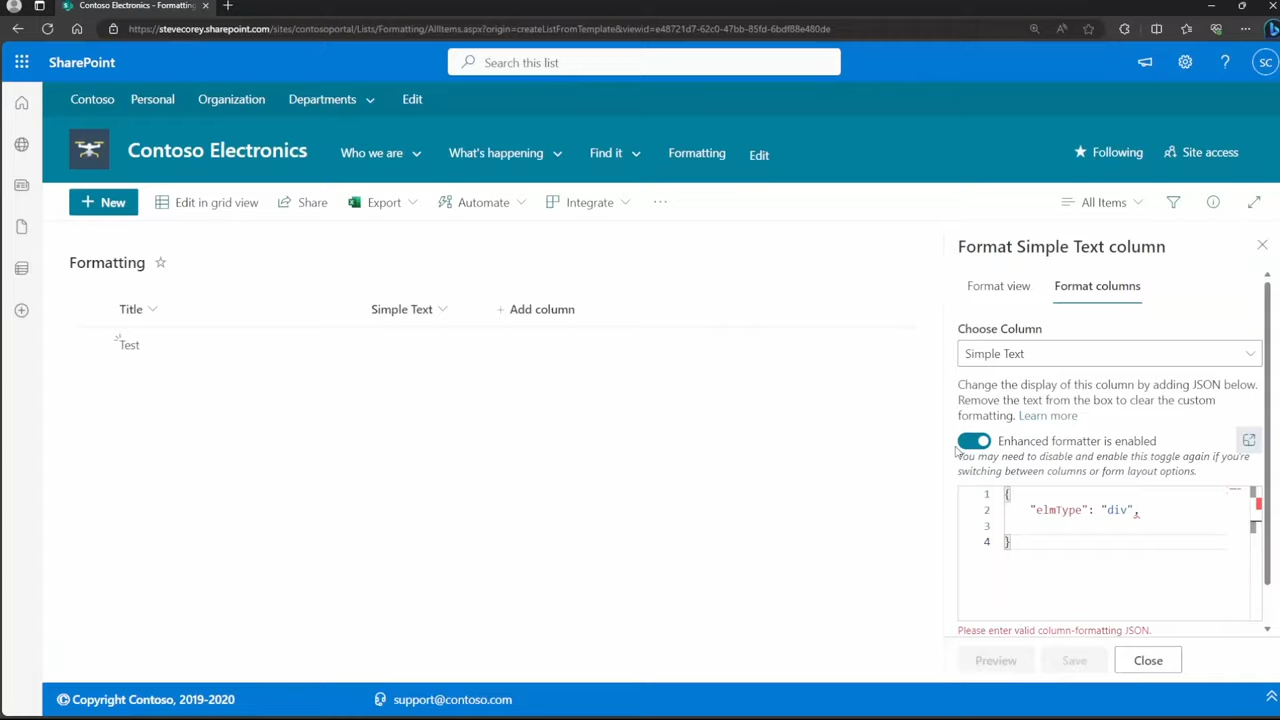 Contoso Electronics - Formatting
https://stevecorey.sharepoint.com/sites/contosoportal/Lists/Formatting/AllItems.aspx?origin=createListFromTemplate&viewid=e48721d7-62c0-47bb-85fd-6bdf88e480de
SharePoint
Search this list
SC
Contoso Personal Organization Departments Edit
Contoso Electronics
Who we are What's happening Find it Formatting Edit
Following Site access
+ New Edit in grid view Share Export Automate Integrate ... All Items
Formatting
Title Simple Text + Add column
Test
Format Simple Text column
Format view Format columns
Choose Column
Simple Text
Change the display of this column by adding JSON below.
Remove the text from the box to clear the custom
formatting. Learn more
Enhanced formatter is enabled
You may need to disable and enable this toggle again if you're
switching between columns or form layout options.
1 {
2 "elmType": "div",
3
4 }
Please enter valid column-formatting JSON.
Preview Save Close
© Copyright Contoso, 2019-2020
support@contoso.com